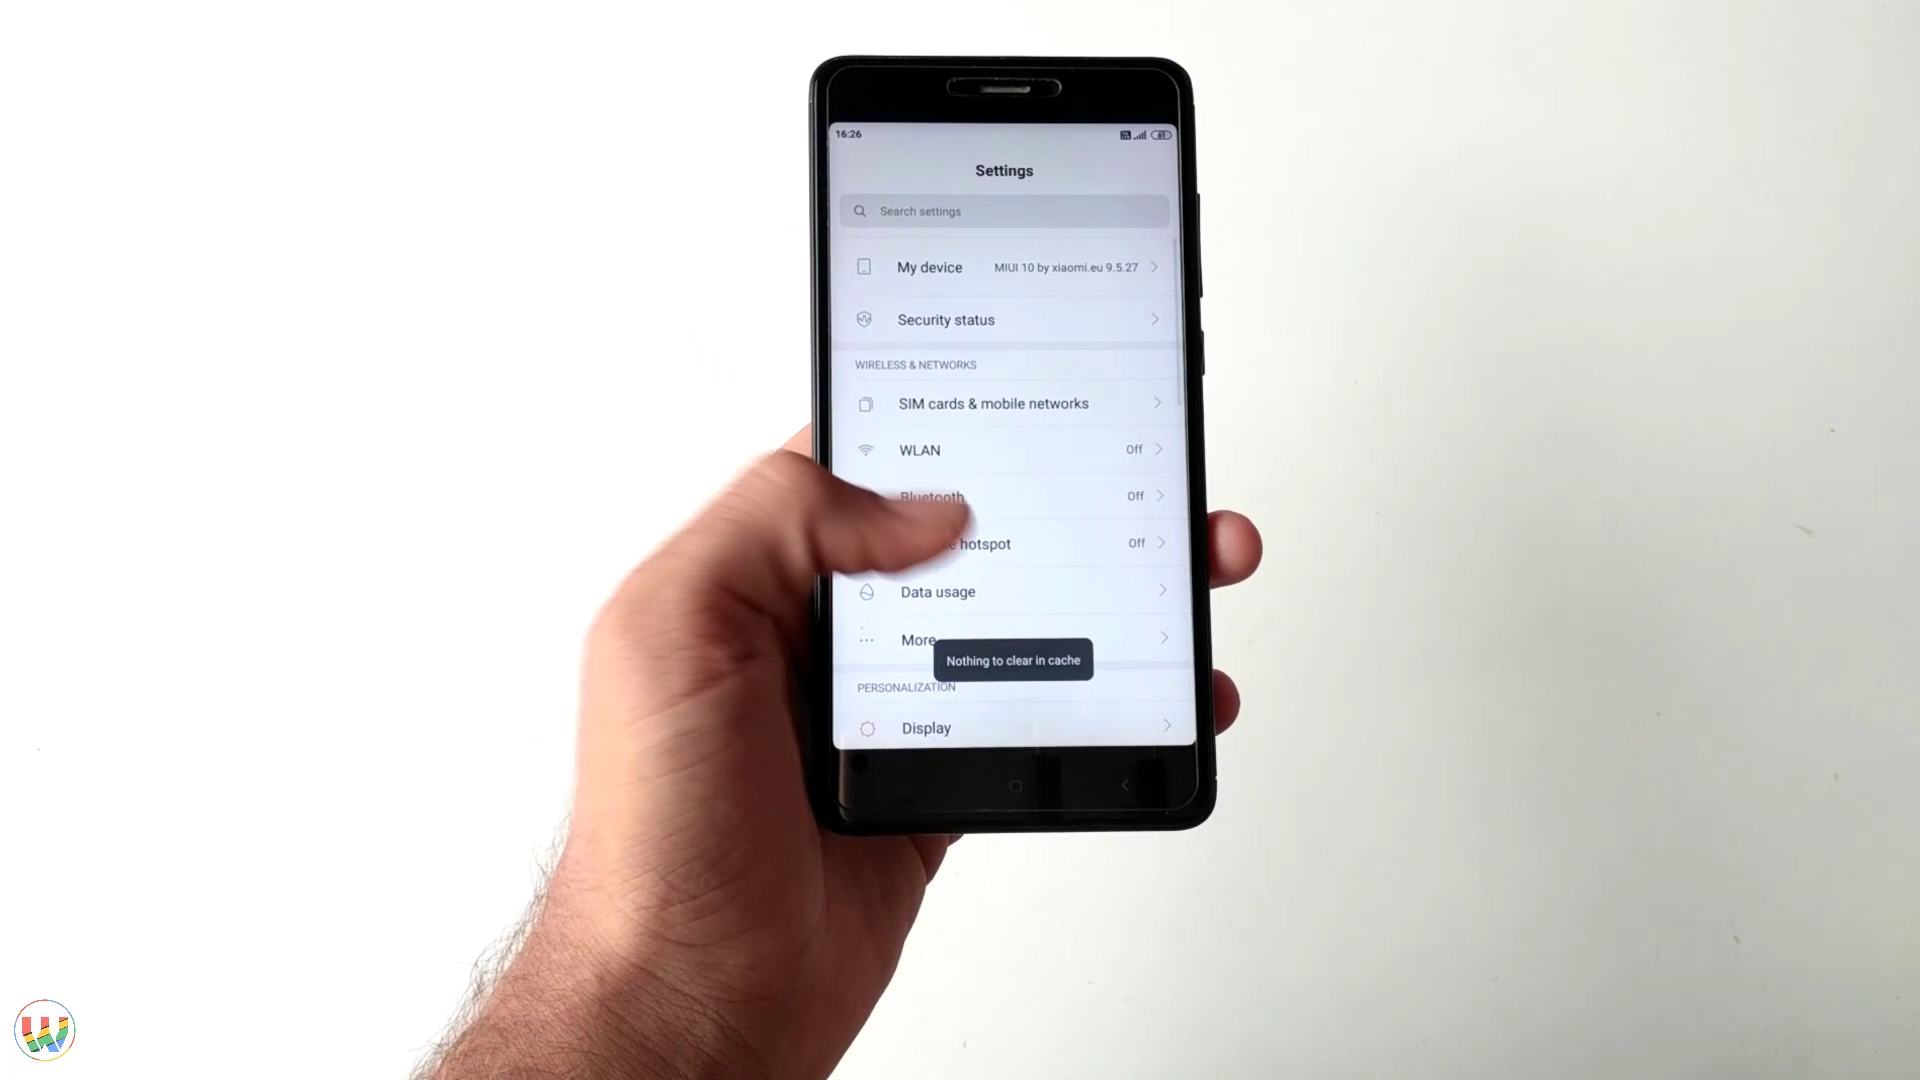 16:26
Settings
Search settings
My device MIUI 10 by xiaomi.eu 9.5.27
Security status
WIRELESS & NETWORKS
SIM cards & mobile networks
WLAN Off
Bluetooth Off
hotspot Off
Data usage
More
Nothing to clear in cache
PERSONALIZATION
Display
W